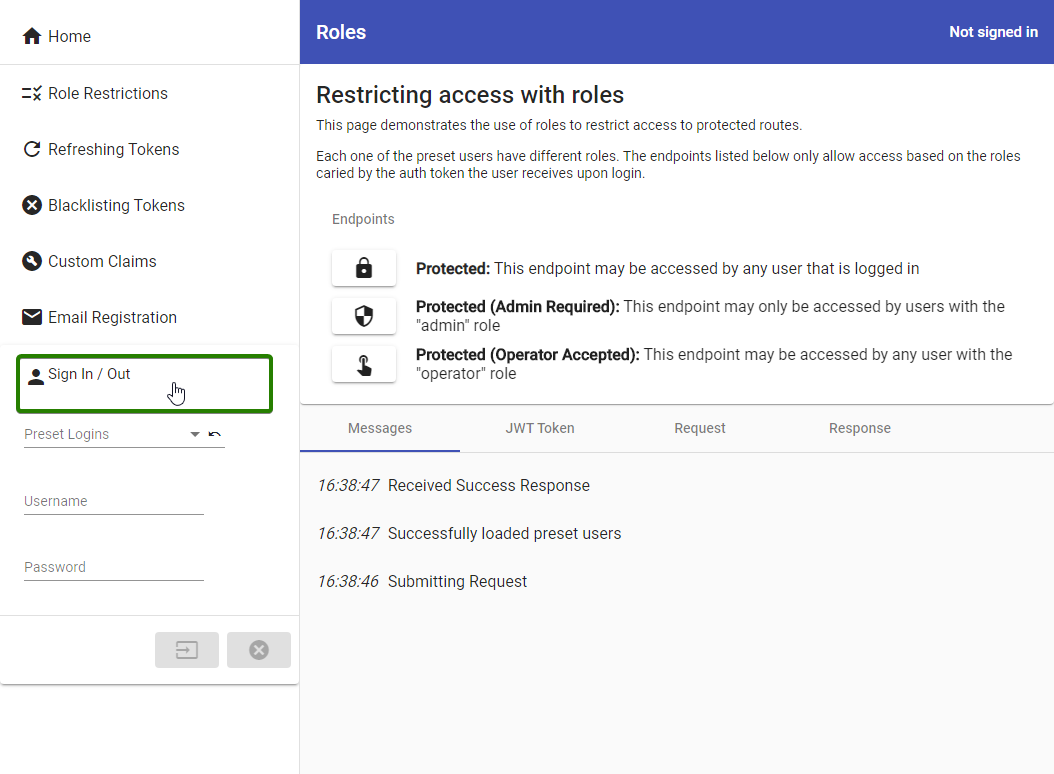 Home
Role Restrictions
Refreshing Tokens
Blacklisting Tokens
Custom Claims
Email Registration
Sign In / Out
Preset Logins
Username
Password
Roles
Not signed in
Restricting access with roles
This page demonstrates the use of roles to restrict access to protected routes.
Each one of the preset users have different roles. The endpoints listed below only allow access based on the roles
caried by the auth token the user receives upon login.
Endpoints
Protected: This endpoint may be accessed by any user that is logged in
Protected (Admin Required): This endpoint may only be accessed by users with the
"admin" role
Protected (Operator Accepted): This endpoint may be accessed by any user with the
"operator" role
Messages
JWT Token
Request
Response
16:38:47 Received Success Response
16:38:47 Successfully loaded preset users
16:38:46 Submitting Request